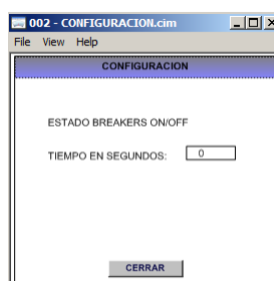 002 - CONFIGURACION.cim
File View Help
CONFIGURACION
ESTADO BREAKERS ON/OFF
TIEMPO EN SEGUNDOS: 0
CERRAR